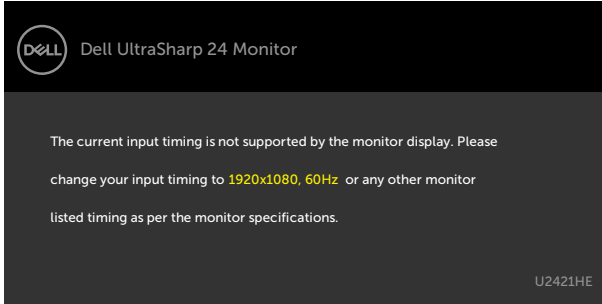 DELL
Dell UltraSharp 24 Monitor
The current input timing is not supported by the monitor display. Please
change your input timing to 1920x1080, 60Hz or any other monitor
listed timing as per the monitor specifications.
U2421HE